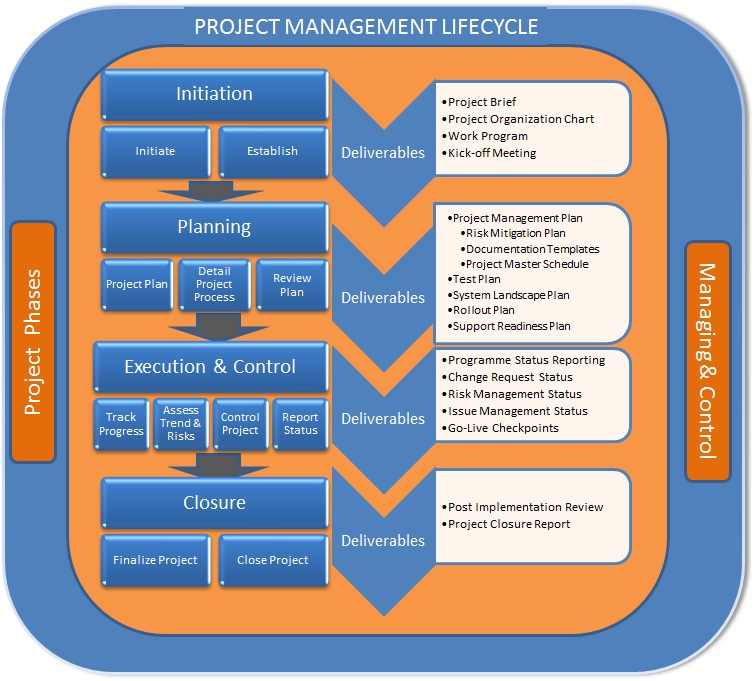 PROJECT MANAGEMENT LIFECYCLE
Project Phases
Initiation
Initiate
Establish
Deliverables
•Project Brief
•Project Organization Chart
•Work Program
•Kick-off Meeting
Planning
Project Plan
Detail
Project
Process
Review
Plan
Deliverables
•Project Management Plan
•Risk Mitigation Plan
•Documentation Templates
•Project Master Schedule
•Test Plan
•System Landscape Plan
•Rollout Plan
•Support Readiness Plan
Execution & Control
Track
Progress
Assess
Trend &
Risks
Control
Project
Report
Status
Deliverables
•Programme Status Reporting
•Change Request Status
•Risk Management Status
•Issue Management Status
•Go-Live Checkpoints
Closure
Finalize Project
Close Project
Deliverables
•Post Implementation Review
•Project Closure Report
Managing & Control